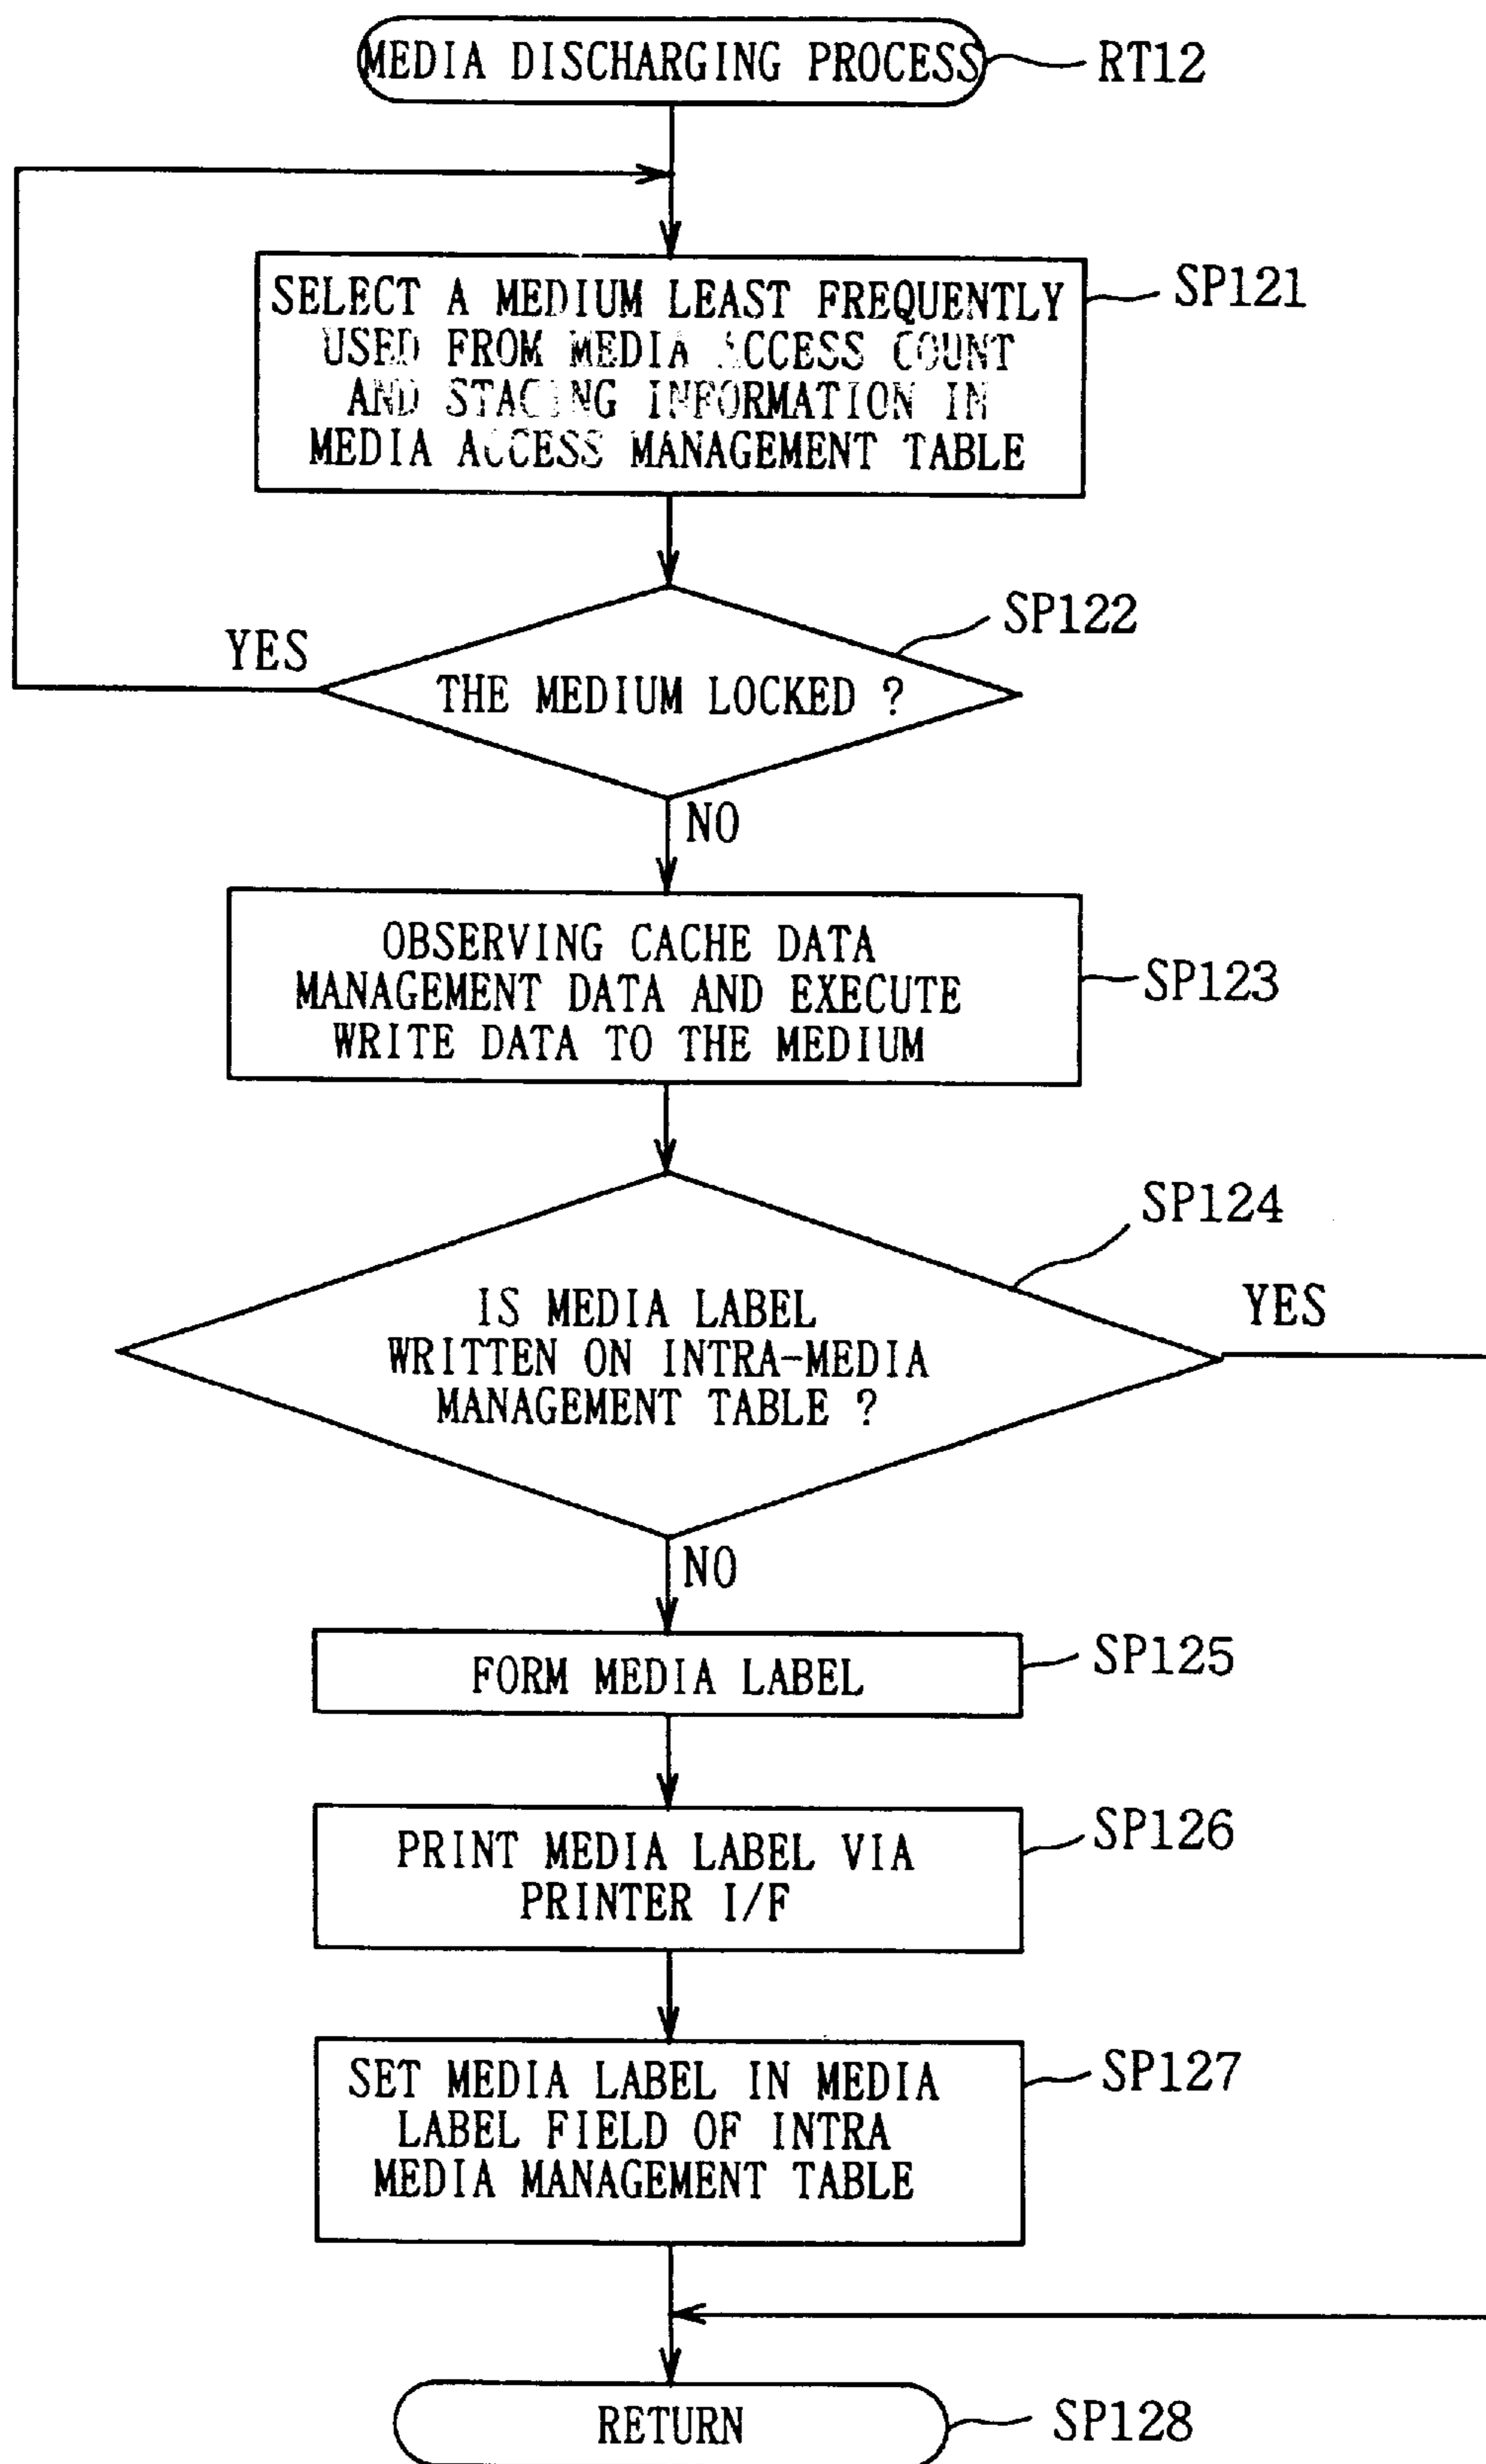 MEDIA DISCHARGING PROCESS
RT12
SELECT A MEDIUM LEAST FREQUENTLY
USED FROM MEDIA ACCESS COUNT
AND STACING INFORMATION IN
MEDIA ACCESS MANAGEMENT TABLE
SP121
THE MEDIUM LOCKED ?
SP122
YES
NO
OBSERVING CACHE DATA
MANAGEMENT DATA AND EXECUTE
WRITE DATA TO THE MEDIUM
SP123
IS MEDIA LABEL
WRITTEN ON INTRA-MEDIA
MANAGEMENT TABLE ?
SP124
YES
NO
FORM MEDIA LABEL
SP125
PRINT MEDIA LABEL VIA
PRINTER I/F
SP126
SET MEDIA LABEL IN MEDIA
LABEL FIELD OF INTRA
MEDIA MANAGEMENT TABLE
SP127
RETURN
SP128